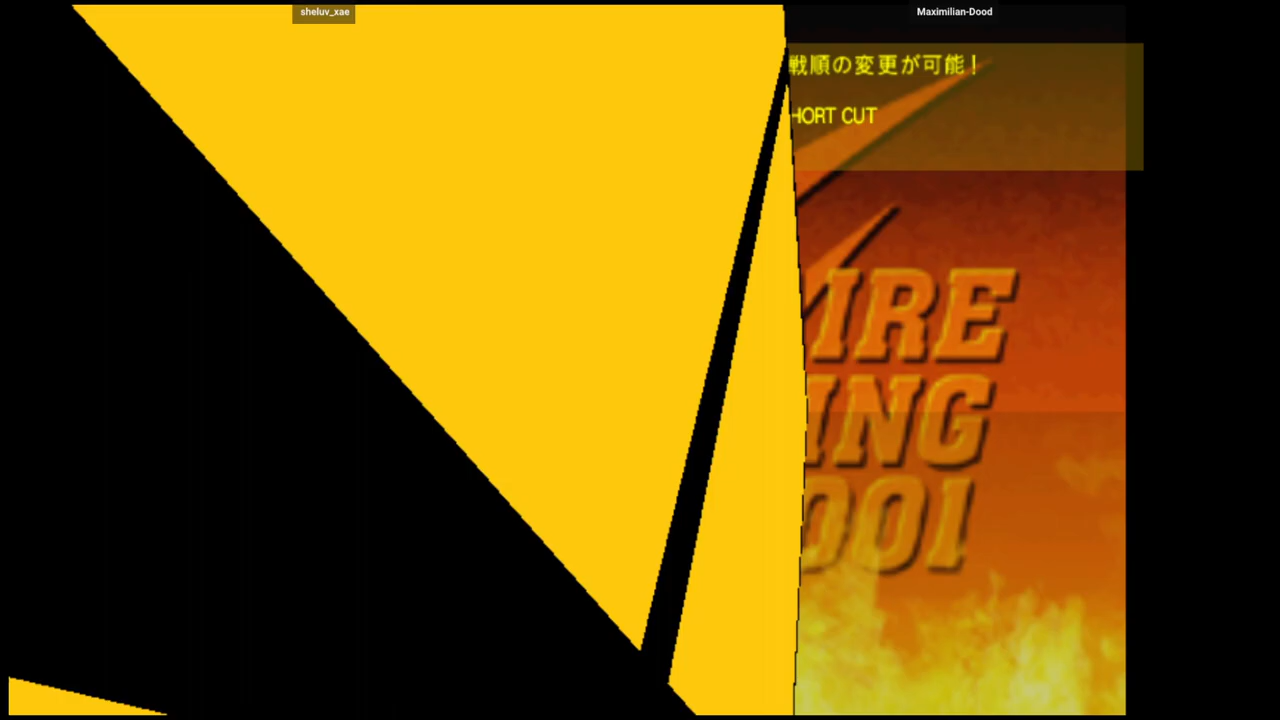 sheluv_xae
Maximilian-Dood
戦順の変更が可能！
HORT CUT
IRE
ING
OOI